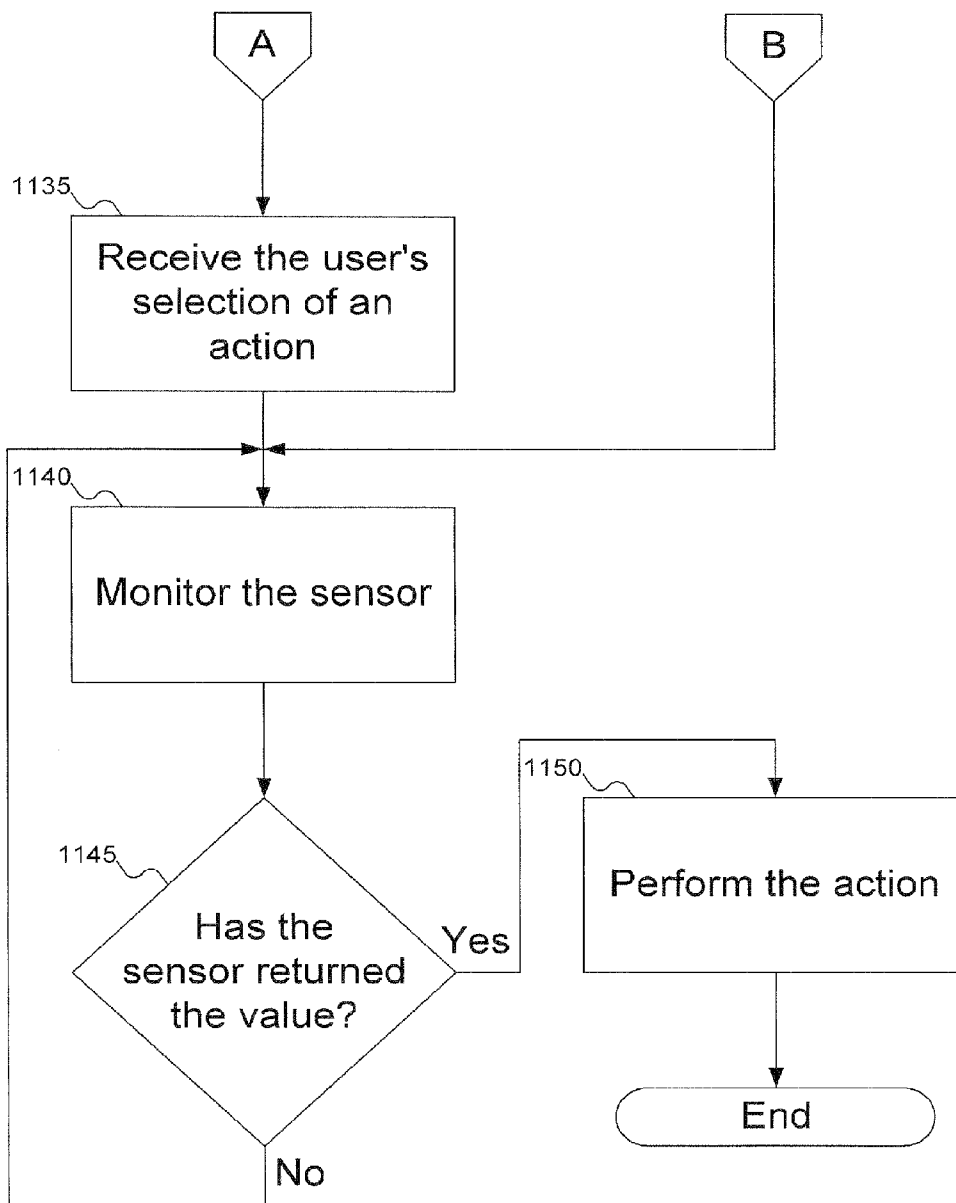 A
B
1135
Receive the user's
selection of an
action
1140
Monitor the sensor
1145
Has the
sensor returned
the value?
Yes
No
1150
Perform the action
End